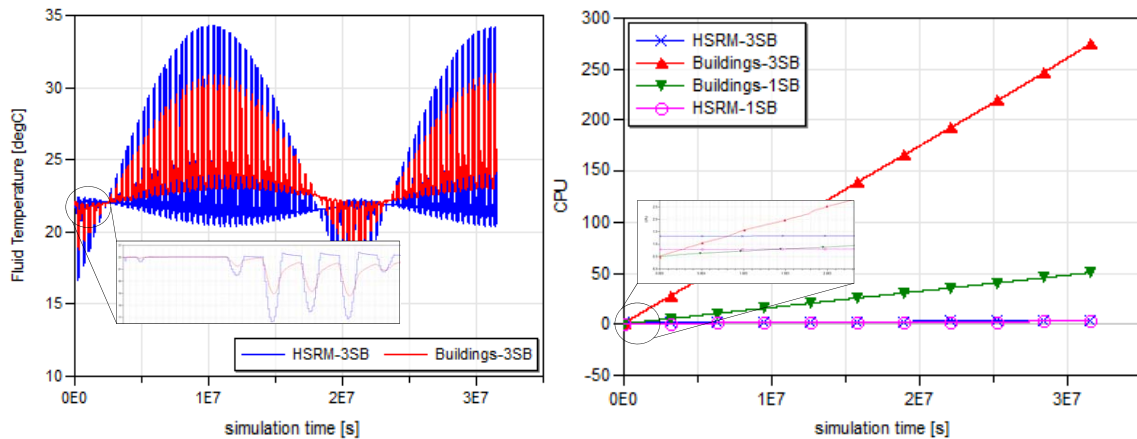 35
30
25
20
15
10
Fluid Temperature [degC]
HSRM-3SB
Buildings-3SB
0E0
1E7
2E7
3E7
simulation time [s]
300
250
200
150
100
50
0
-50
CPU
HSRM-3SB
Buildings-3SB
Buildings-1SB
HSRM-1SB
0E0
1E7
2E7
3E7
simulation time [s]